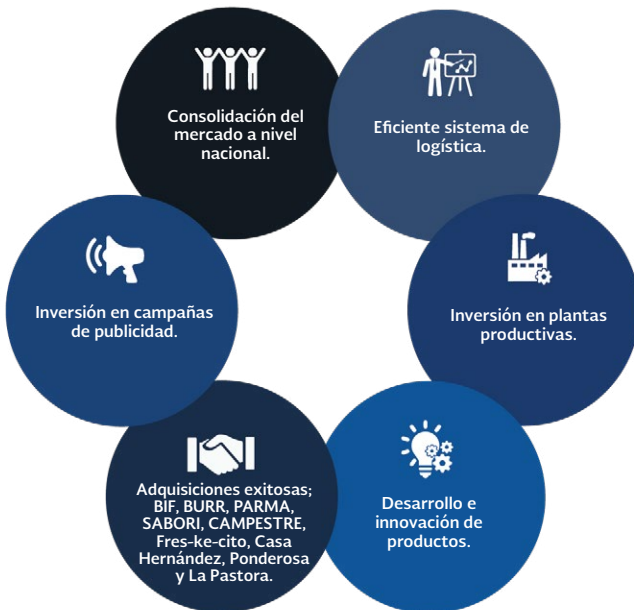 Consolidación del
mercado a nivel
nacional.
Eficiente sistema de
logística.
Inversión en campañas
de publicidad.
Inversión en plantas
productivas.
Adquisiciones exitosas;
BIF, BURR, PARMA,
SABORI, CAMPESTRE,
Fres-ke-cito, Casa
Hernández, Ponderosa
y La Pastora.
Desarrollo e
innovación de
productos.